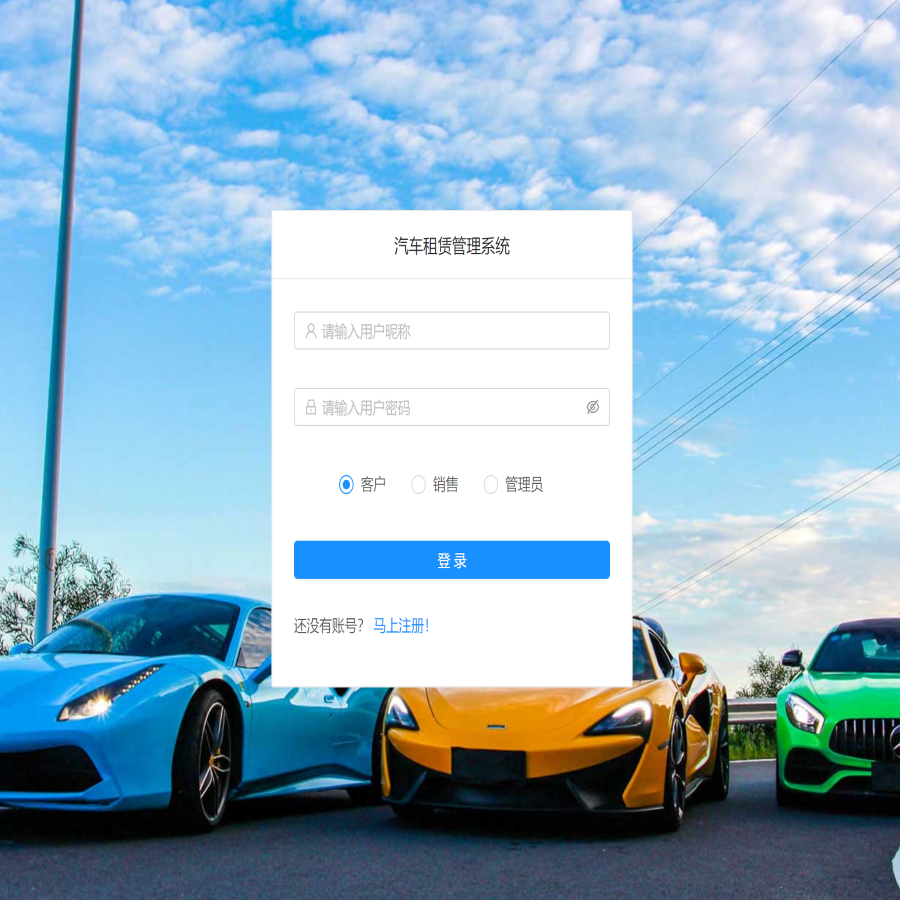 汽车租赁管理系统
请输入用户昵称
请输入用户密码
客户 销售 管理员
登录
还没有账号? 马上注册!